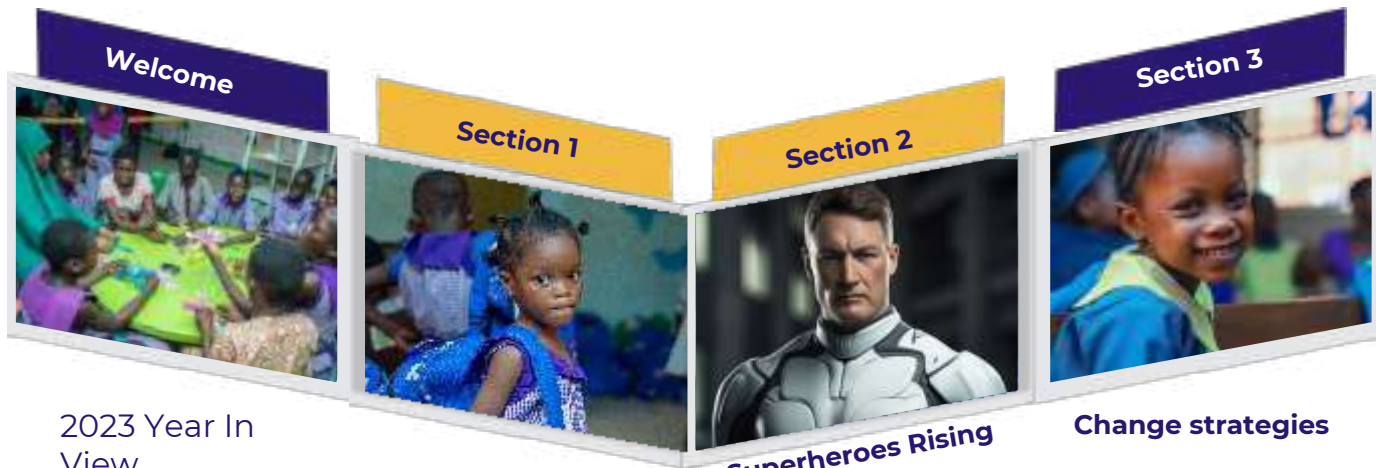 Welcome
Section 1
Section 2
Section 3
2023 Year In
View
Superheroes Rising
Change strategies